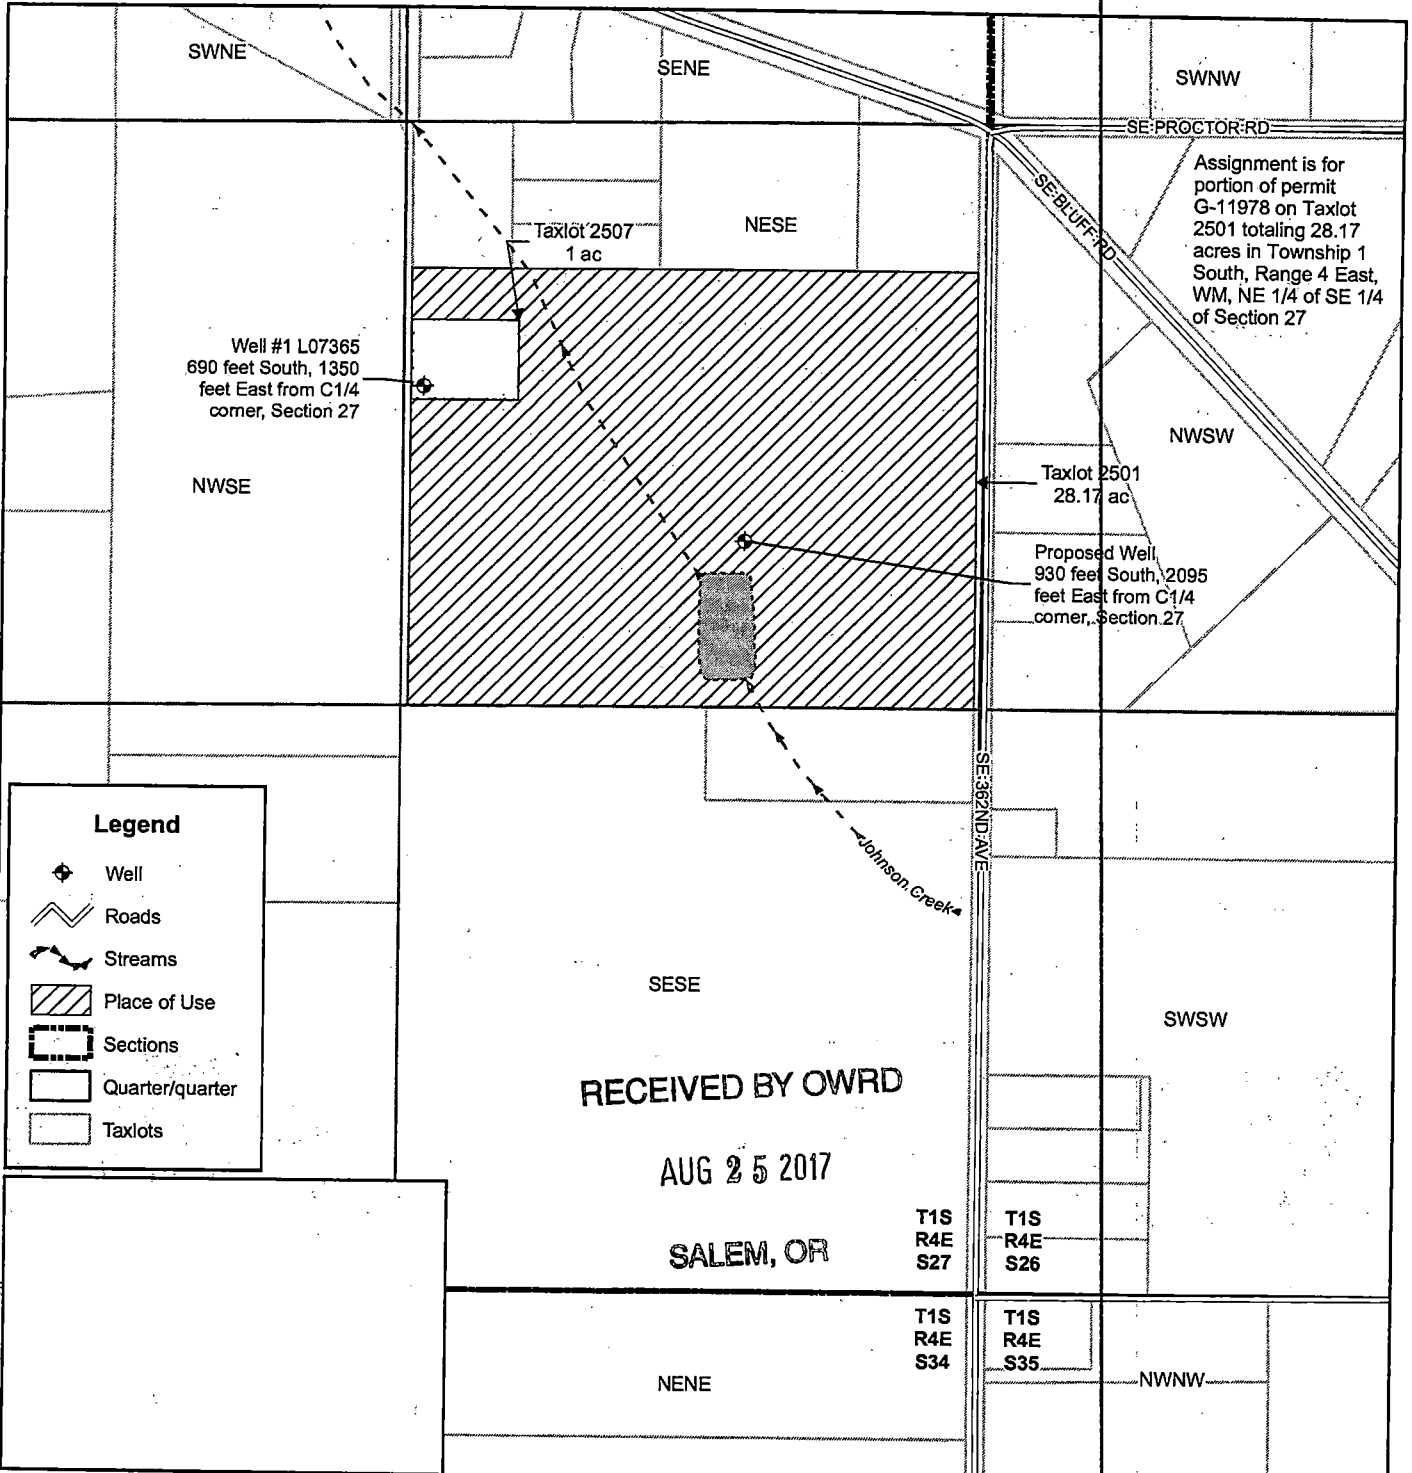 SWNE
SENE
SWNW
SE PROCTOR RD
Assignment is for
portion of permit
G-11978 on Taxlot
2501 totaling 28.17
acres in Township 1
South, Range 4 East,
WM, NE 1/4 of SE 1/4
of Section 27
SE BLUFF RD
NESE
Taxlot 2507
1 ac
Well #1 L07365
690 feet South, 1350
feet East from C1/4
corner, Section 27
NWSE
NWSW
Taxlot 2501
28.17 ac
Proposed Well
930 feet South, 2095
feet East from C1/4
corner, Section 27
SE 362ND AVE
Johnson Creek
Legend
Well
Roads
Streams
Place of Use
Sections
Quarter/quarter
Taxlots
SESE
SWSW
RECEIVED BY OWRD
AUG 25 2017
SALEM, OR
T1S
R4E
S27
T1S
R4E
S26
T1S
R4E
S34
T1S
R4E
S35
NENE
NWNW